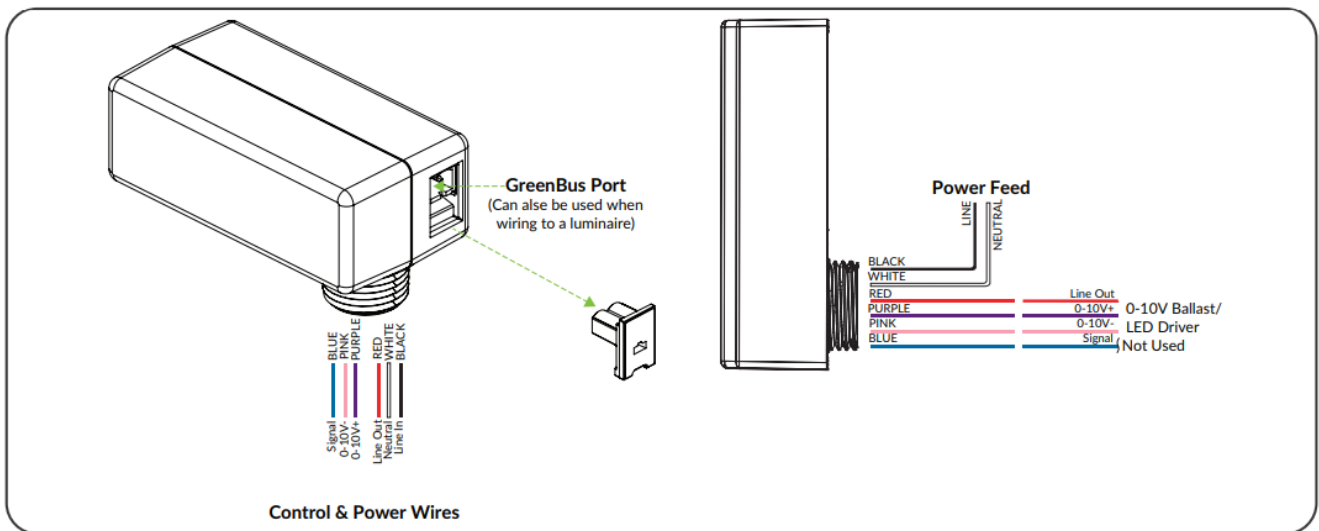 GreenBus Port
(Can alse be used when
wiring to a luminaire)
BLUE
PINK
PURPLE
RED
WHITE
BLACK
Signal
0-10V-
0-10V+
Line Out
Neutral
Line In
Control & Power Wires
Power Feed
LINE
NEUTRAL
BLACK
WHITE
RED
PURPLE
PINK
BLUE
Line Out
0-10V+
0-10V-
Signal
0-10V Ballast/
LED Driver
(Not Used